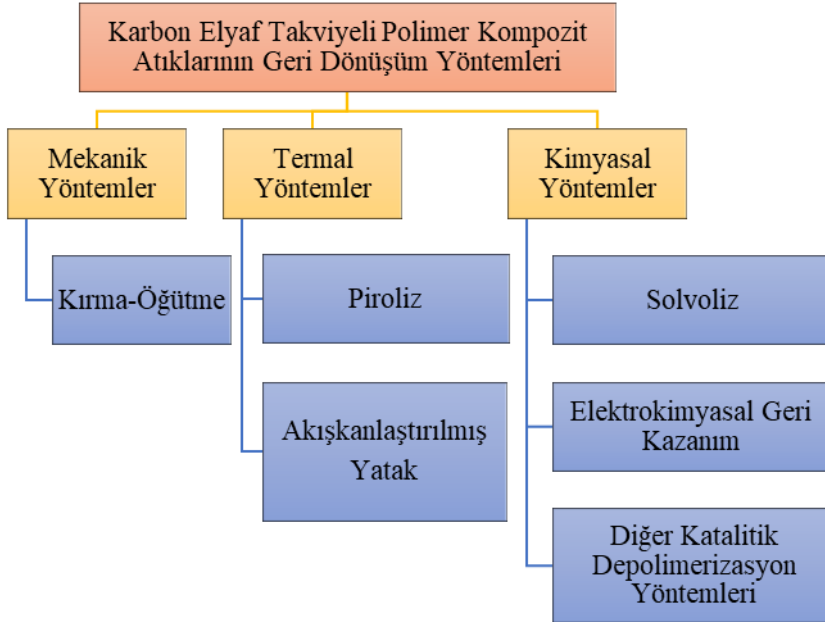 Karbon Elyaf Takviyeli Polimer Kompozit
Atıklarının Geri Dönüşüm Yöntemleri
Mekanik
Yöntemler
Termal
Yöntemler
Kimyasal
Yöntemler
Kırma-Öğütme
Piroliz
Solvoliz
Akışkanlaştırılmış
Yatak
Elektrokimyasal Geri
Kazanım
Diğer Katalitik
Depolimerizasyon
Yöntemleri